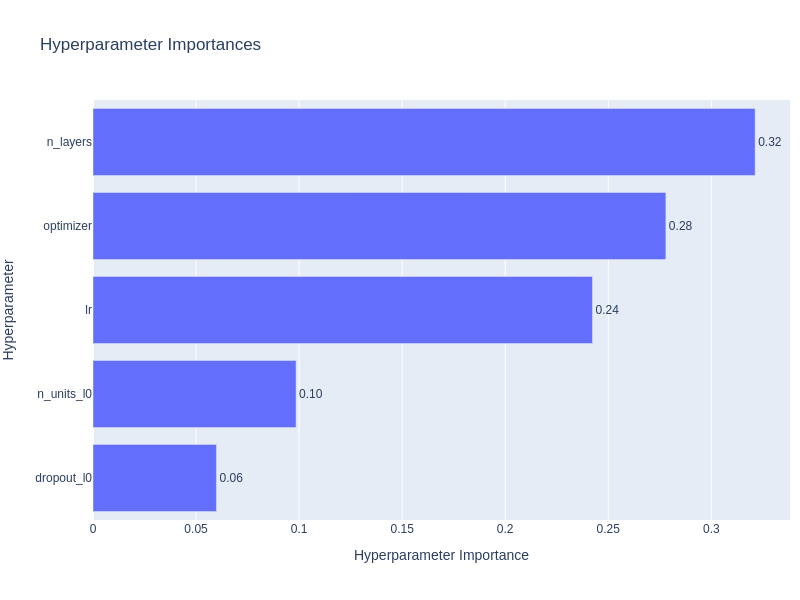 Hyperparameter Importances
Hyperparameter
n_layers
0.32
optimizer
0.28
lr
0.24
n_units_l0
0.10
dropout_l0
0.06
0 0.05 0.1 0.15 0.2 0.25 0.3
Hyperparameter Importance